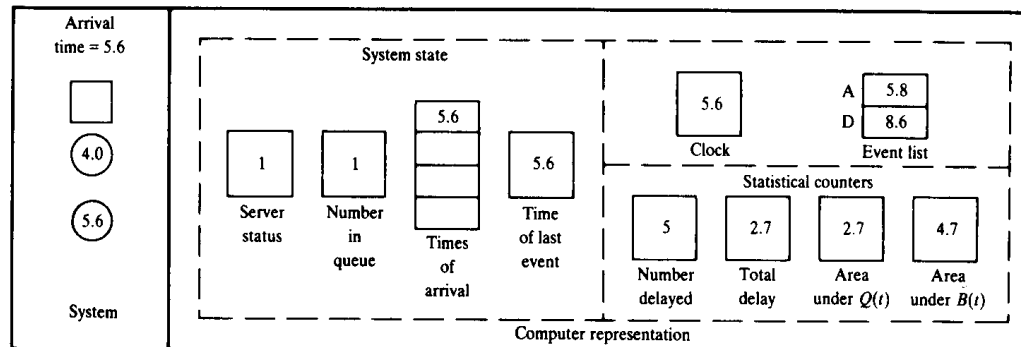 Arrival
time = 5.6
4.0
5.6
System
System state
1
Server
status
1
Number
in
queue
5.6
Times
of
arrival
5.6
Time
of last
event
5.6
Clock
A 5.8
D 8.6
Event list
Statistical counters
5
Number
delayed
2.7
Total
delay
2.7
Area
under Q(t)
4.7
Area
under B(t)
Computer representation